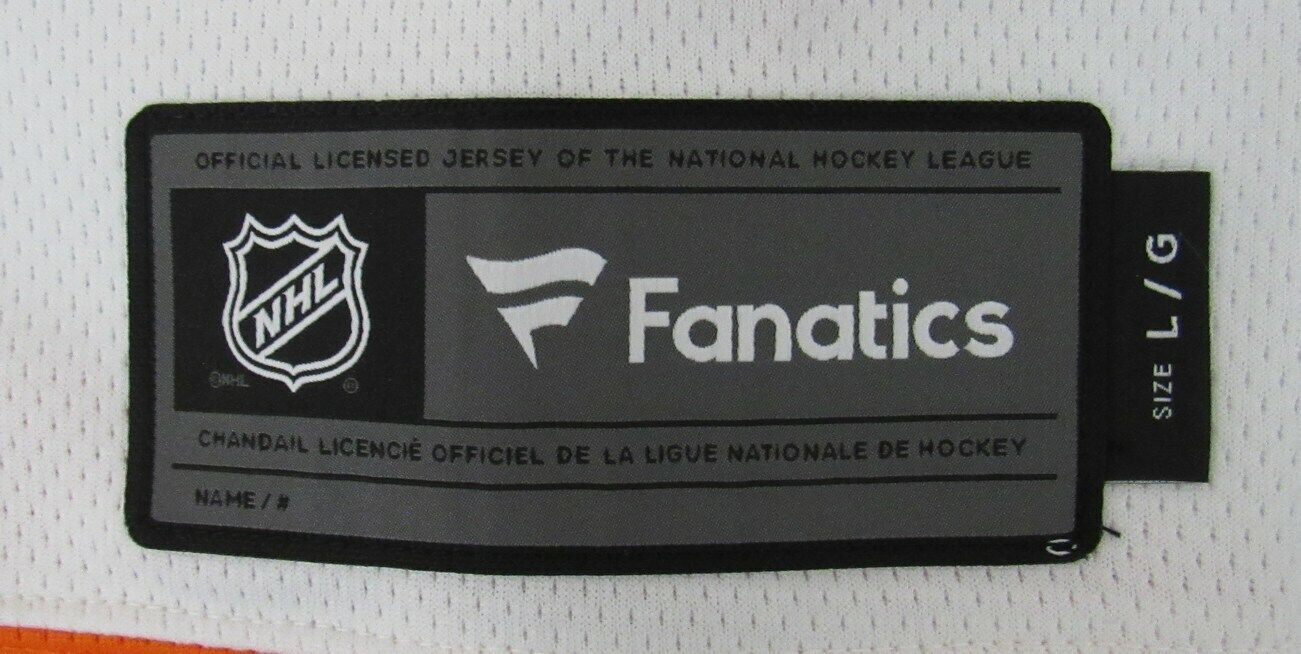 OFFICIAL LICENSED JERSEY OF THE NATIONAL HOCKEY LEAGUE
NHL
©NHL
Fanatics
CHANDAIL LICENCIÉ OFFICIEL DE LA LIGUE NATIONALE DE HOCKEY
NAME / #
SIZE L / G